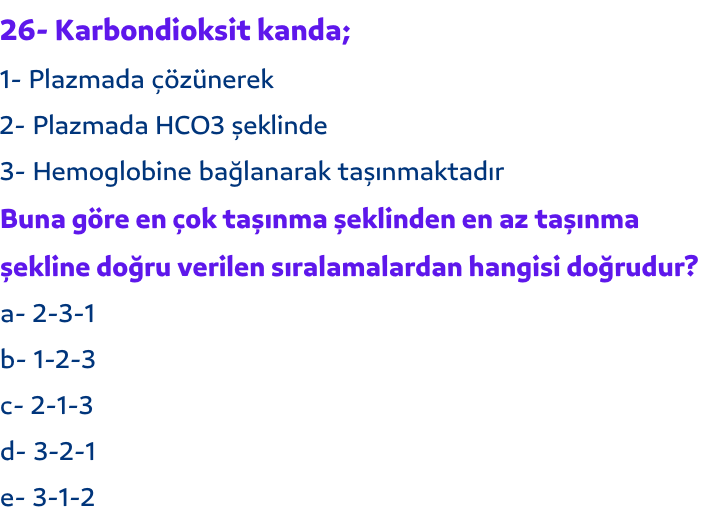 26- Karbondioksit kanda;
1- Plazmada çözünerek
2- Plazmada HCO3 şeklinde
3- Hemoglobine bağlanarak taşınmaktadır
Buna göre en çok taşınma şeklinden en az taşınma
şekline doğru verilen sıralamalardan hangisi doğrudur?
a- 2-3-1
b- 1-2-3
c- 2-1-3
d- 3-2-1
e- 3-1-2